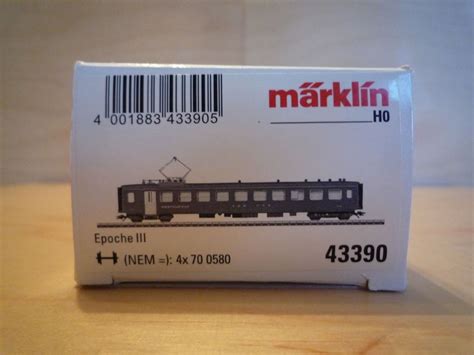 märklin
H0
4 001883 433905
Epoche III
(NEM ≈): 4x 70 0580
43390